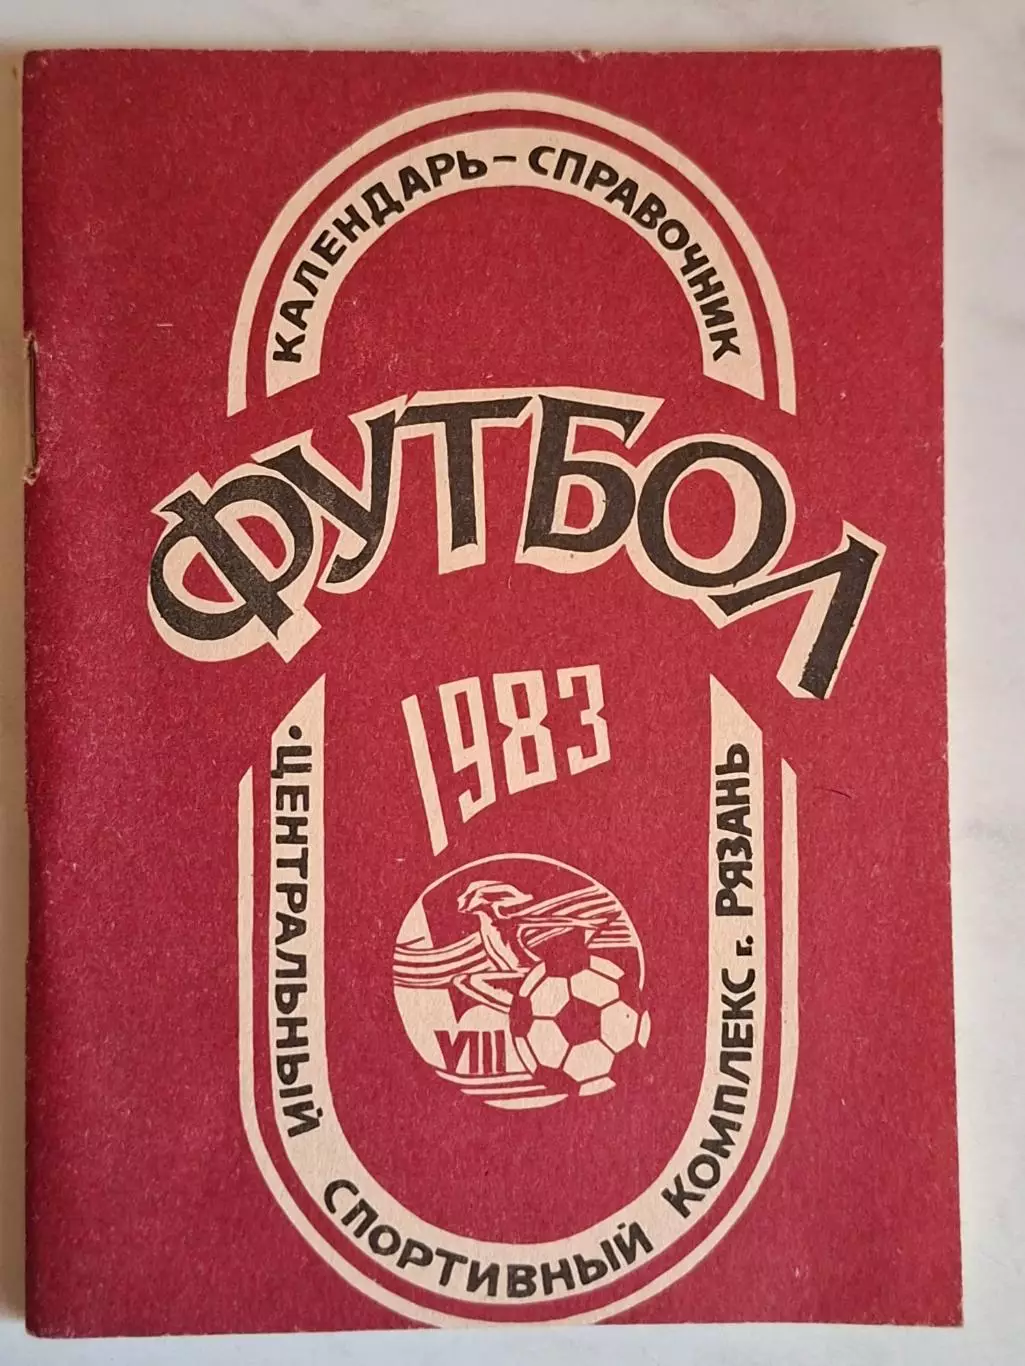 КАЛЕНДАРЬ – СПРАВОЧНИК
ФУТБОЛ
1983
VIII
• ЦЕНТРАЛЬНЫЙ СПОРТИВНЫЙ КОМПЛЕКС г. РЯЗАНЬ